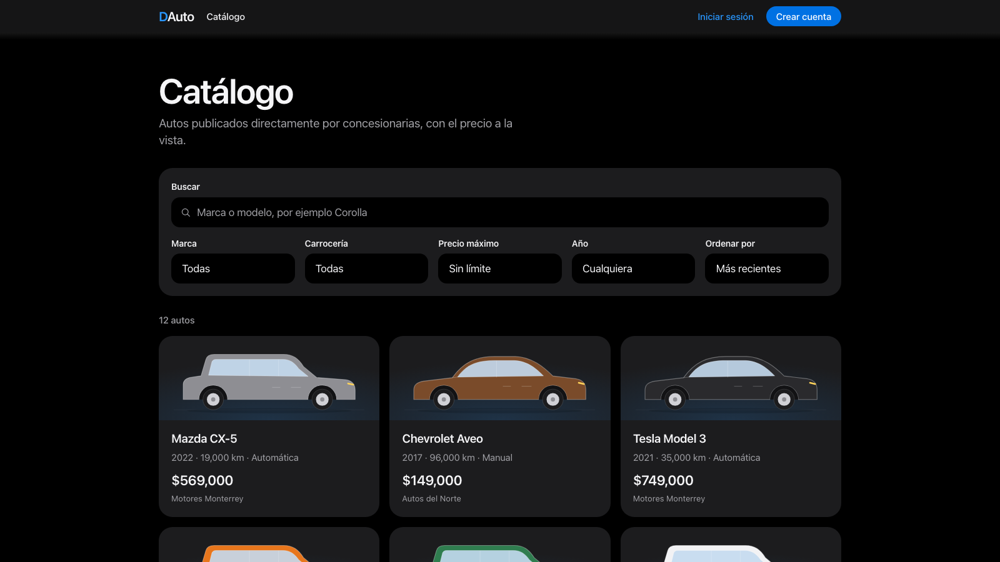 DAuto
Catálogo
Iniciar sesión
Crear cuenta
Catálogo
Autos publicados directamente por concesionarias, con el precio a la
vista.
Buscar
Marca o modelo, por ejemplo Corolla
Marca
Carrocería
Precio máximo
Año
Ordenar por
Todas
Todas
Sin límite
Cualquiera
Más recientes
12 autos
Mazda CX-5
2022 · 19,000 km · Automática
$569,000
Motores Monterrey
Chevrolet Aveo
2017 · 96,000 km · Manual
$149,000
Autos del Norte
Tesla Model 3
2021 · 35,000 km · Automática
$749,000
Motores Monterrey